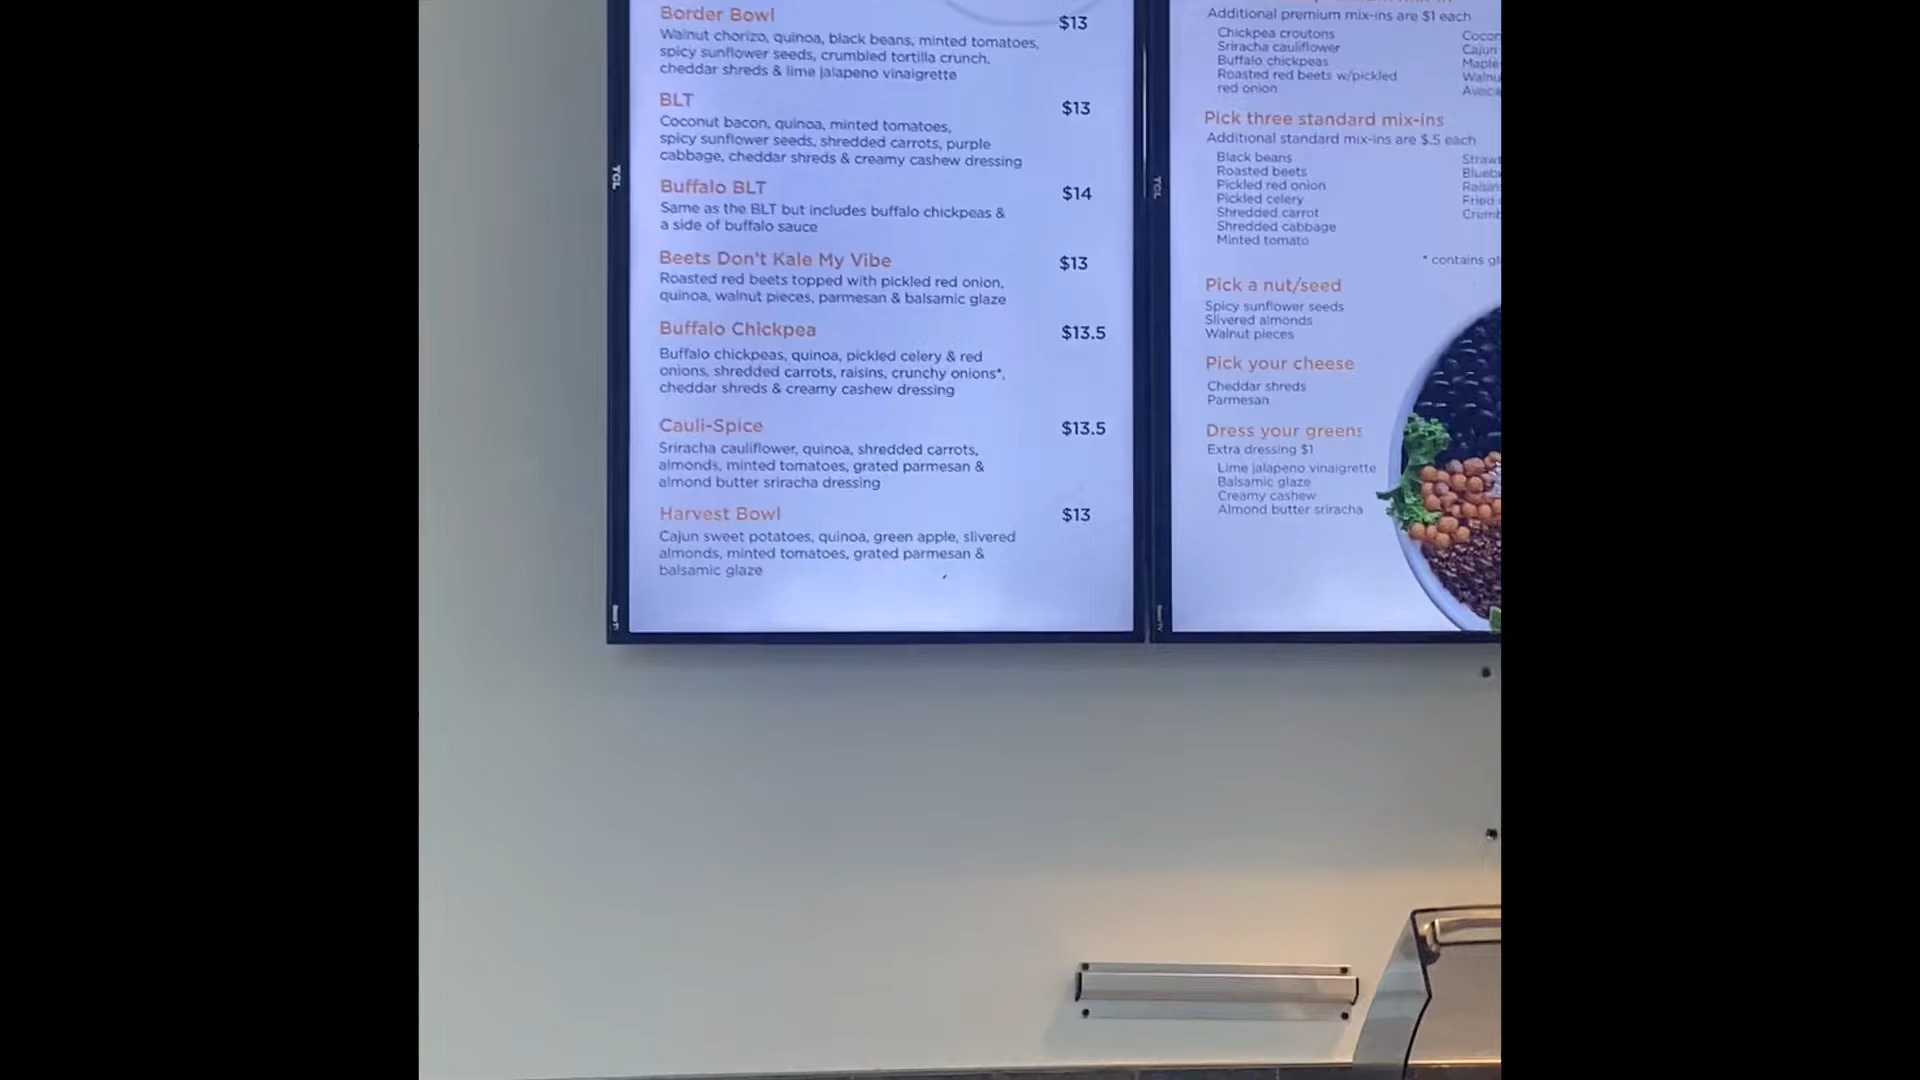 Border Bowl
$13
Walnut chorizo, quinoa, black beans, minted tomatoes,
spicy sunflower seeds, crumbled tortilla crunch.
cheddar shreds & lime jalapeno vinaigrette
BLT
$13
Coconut bacon, quinoa, minted tomatoes,
spicy sunflower seeds, shredded carrots, purple
cabbage, cheddar shreds & creamy cashew dressing
Buffalo BLT
$14
Same as the BLT but includes buffalo chickpeas &
a side of buffalo sauce
Beets Don't Kale My Vibe
$13
Roasted red beets topped with pickled red onion,
quinoa, walnut pieces, parmesan & balsamic glaze
Buffalo Chickpea
$13.5
Buffalo chickpeas, quinoa, pickled celery & red
onions, shredded carrots, raisins, crunchy onions*,
cheddar shreds & creamy cashew dressing
Cauli-Spice
$13.5
Sriracha cauliflower, quinoa, shredded carrots,
almonds, minted tomatoes, grated parmesan &
almond butter sriracha dressing
Harvest Bowl
$13
Cajun sweet potatoes, quinoa, green apple, slivered
almonds, minted tomatoes, grated parmesan &
balsamic glaze
TCL
TCL
Additional premium mix-ins are $1 each
Chickpea croutons
Sriracha cauliflower
Buffalo chickpeas
Roasted red beets w/pickled
red onion
Cajun
Maple
Pick three standard mix-ins
Additional standard mix-ins are $.5 each
Black beans
Roasted beets
Pickled red onion
Pickled celery
Shredded carrot
Shredded cabbage
Minted tomato
Fried
* contains gl
Pick a nut/seed
Spicy sunflower seeds
Slivered almonds
Walnut pieces
Pick your cheese
Cheddar shreds
Parmesan
Dress your greens
Extra dressing $1
Lime jalapeno vinaigrette
Balsamic glaze
Creamy cashew
Almond butter sriracha